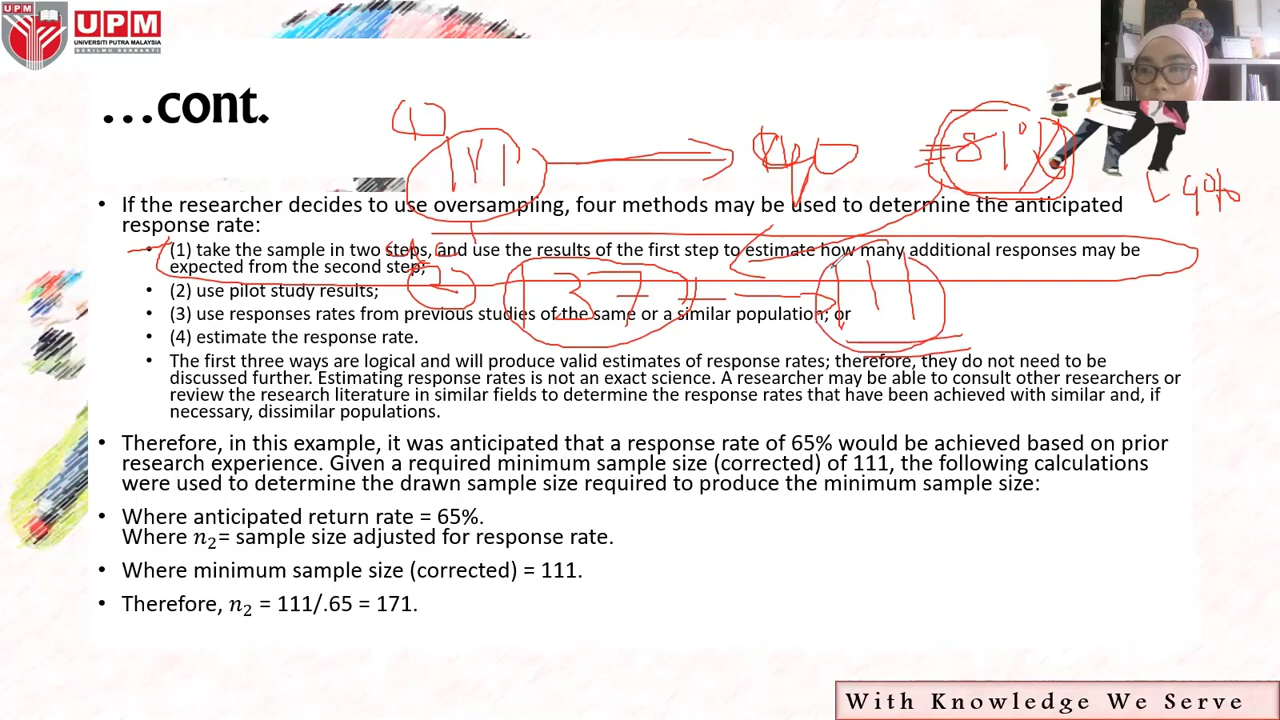 UPM
UNIVERSITI PUTRA MALAYSIA
BERILMU BERBAKTI
...cont.
(1)
111
81%
9%
• If the researcher decides to use oversampling, four methods may be used to determine the anticipated
response rate:
• (1) take the sample in two steps, and use the results of the first step to estimate how many additional responses may be
expected from the second step;
2
137
111
• (2) use pilot study results;
• (3) use responses rates from previous studies of the same or a similar population; or
• (4) estimate the response rate.
• The first three ways are logical and will produce valid estimates of response rates; therefore, they do not need to be
discussed further. Estimating response rates is not an exact science. A researcher may be able to consult other researchers or
review the research literature in similar fields to determine the response rates that have been achieved with similar and, if
necessary, dissimilar populations.
• Therefore, in this example, it was anticipated that a response rate of 65% would be achieved based on prior
research experience. Given a required minimum sample size (corrected) of 111, the following calculations
were used to determine the drawn sample size required to produce the minimum sample size:
• Where anticipated return rate = 65%.
Where n₂= sample size adjusted for response rate.
• Where minimum sample size (corrected) = 111.
• Therefore, n₂ = 111/.65 = 171.
With Knowledge We Serve